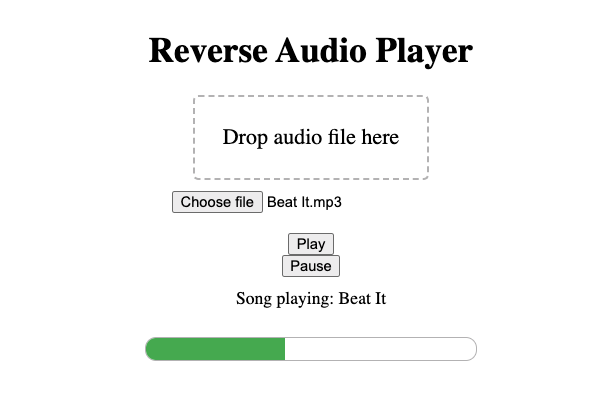 Reverse Audio Player
Drop audio file here
Choose file Beat It.mp3
Play
Pause
Song playing: Beat It